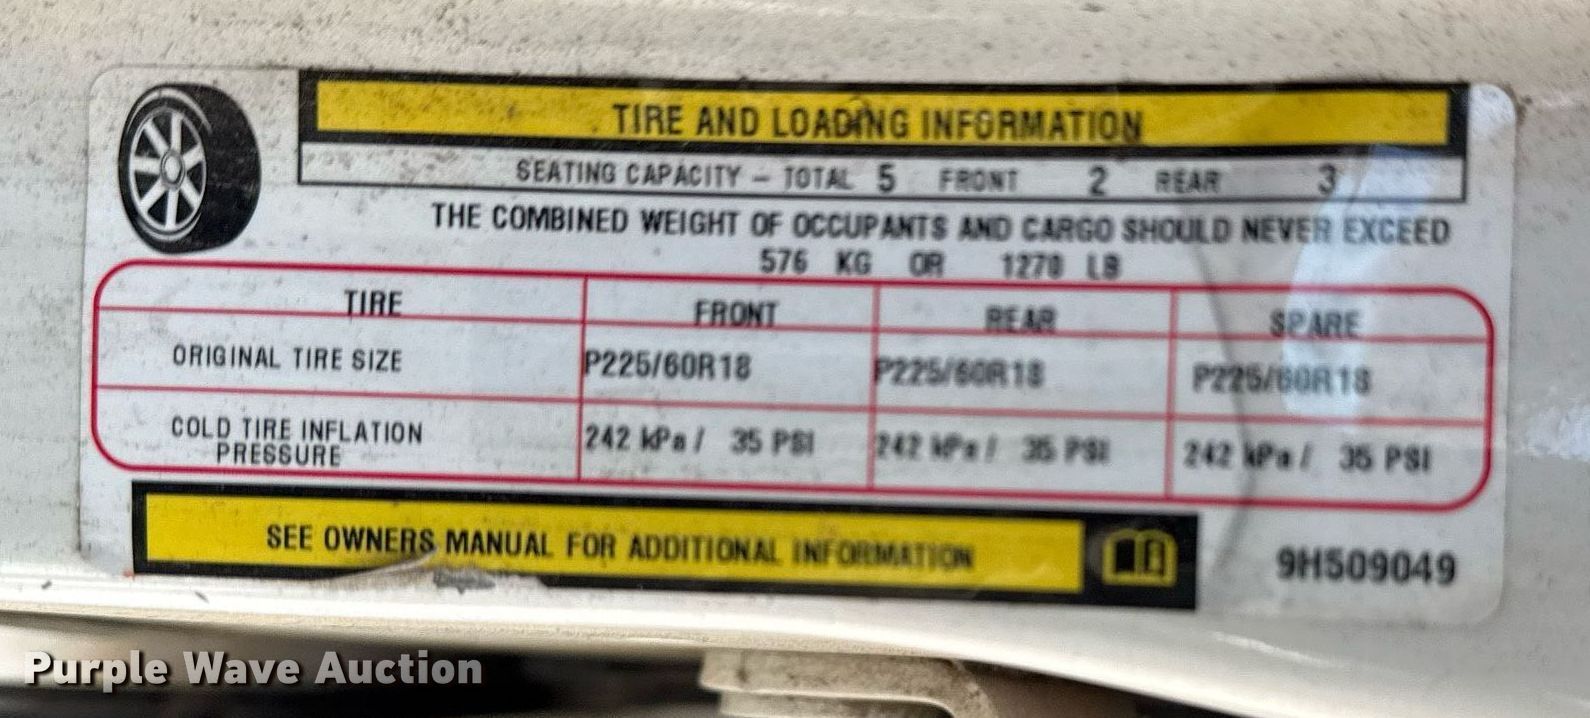 TIRE AND LOADING INFORMATION
SEATING CAPACITY – TOTAL 5 FRONT 2 REAR 3
THE COMBINED WEIGHT OF OCCUPANTS AND CARGO SHOULD NEVER EXCEED
576 KG OR 1270 LB
TIRE FRONT REAR SPARE
ORIGINAL TIRE SIZE P225/60R18 P225/60R18 P225/60R18
COLD TIRE INFLATION PRESSURE 242 kPa / 35 PSI 242 kPa / 35 PSI 242 kPa / 35 PSI
SEE OWNERS MANUAL FOR ADDITIONAL INFORMATION
9H509049
Purple Wave Auction